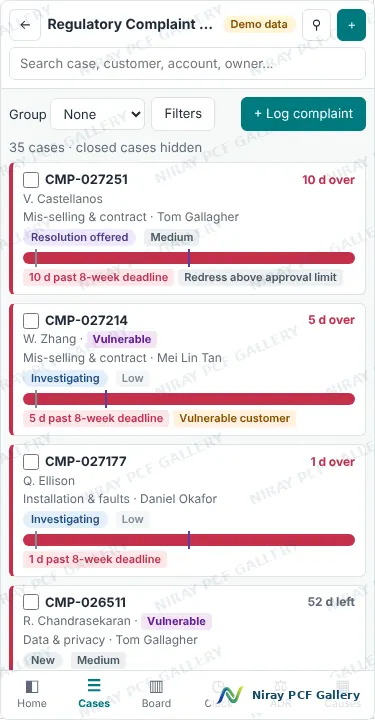 ← Regulatory Complaint ... Demo data +
Search case, customer, account, owner...
Group None Filters + Log complaint
35 cases · closed cases hidden
CMP-027251 10 d over
V. Castellanos
Mis-selling & contract · Tom Gallagher
Resolution offered Medium
10 d past 8-week deadline Redress above approval limit
CMP-027214 5 d over
W. Zhang · Vulnerable
Mis-selling & contract · Mei Lin Tan
Investigating Low
5 d past 8-week deadline Vulnerable customer
CMP-027177 1 d over
Q. Ellison
Installation & faults · Daniel Okafor
Investigating Low
1 d past 8-week deadline
CMP-026511 52 d left
R. Chandrasekaran · Vulnerable
Data & privacy · Tom Gallagher
New Medium
Home Cases Board ADR Causes
Niray PCF Gallery
NIRAY PCF GALLERY